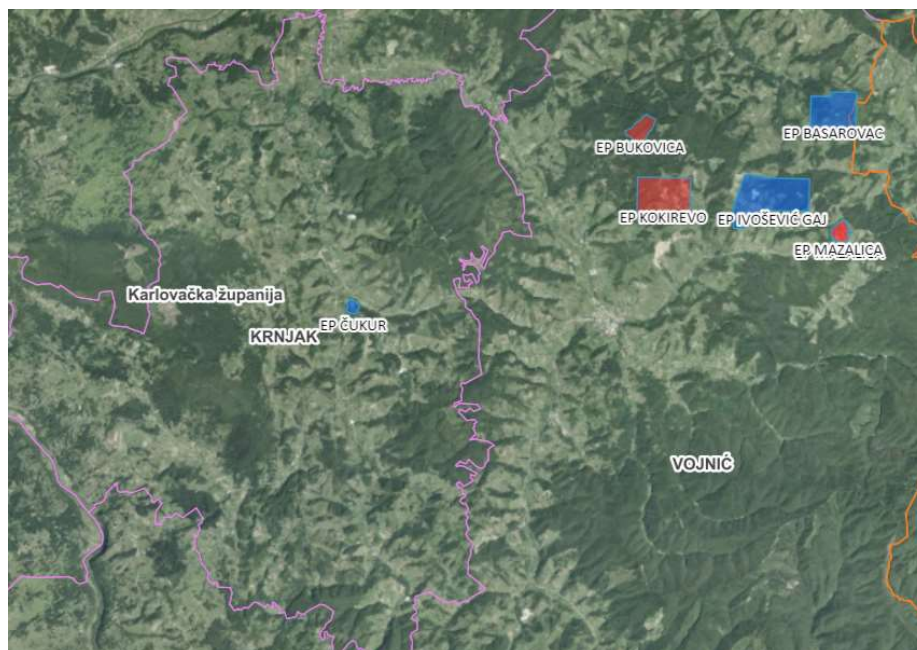 EP BASAROVAC
EP BUKOVICA
EP KOKIREVO
EP IVOŠEVIĆ GAJ
EP MAZALICA
Karlovačka županija
EP ČUKUR
KRNJAK
VOJNIĆ